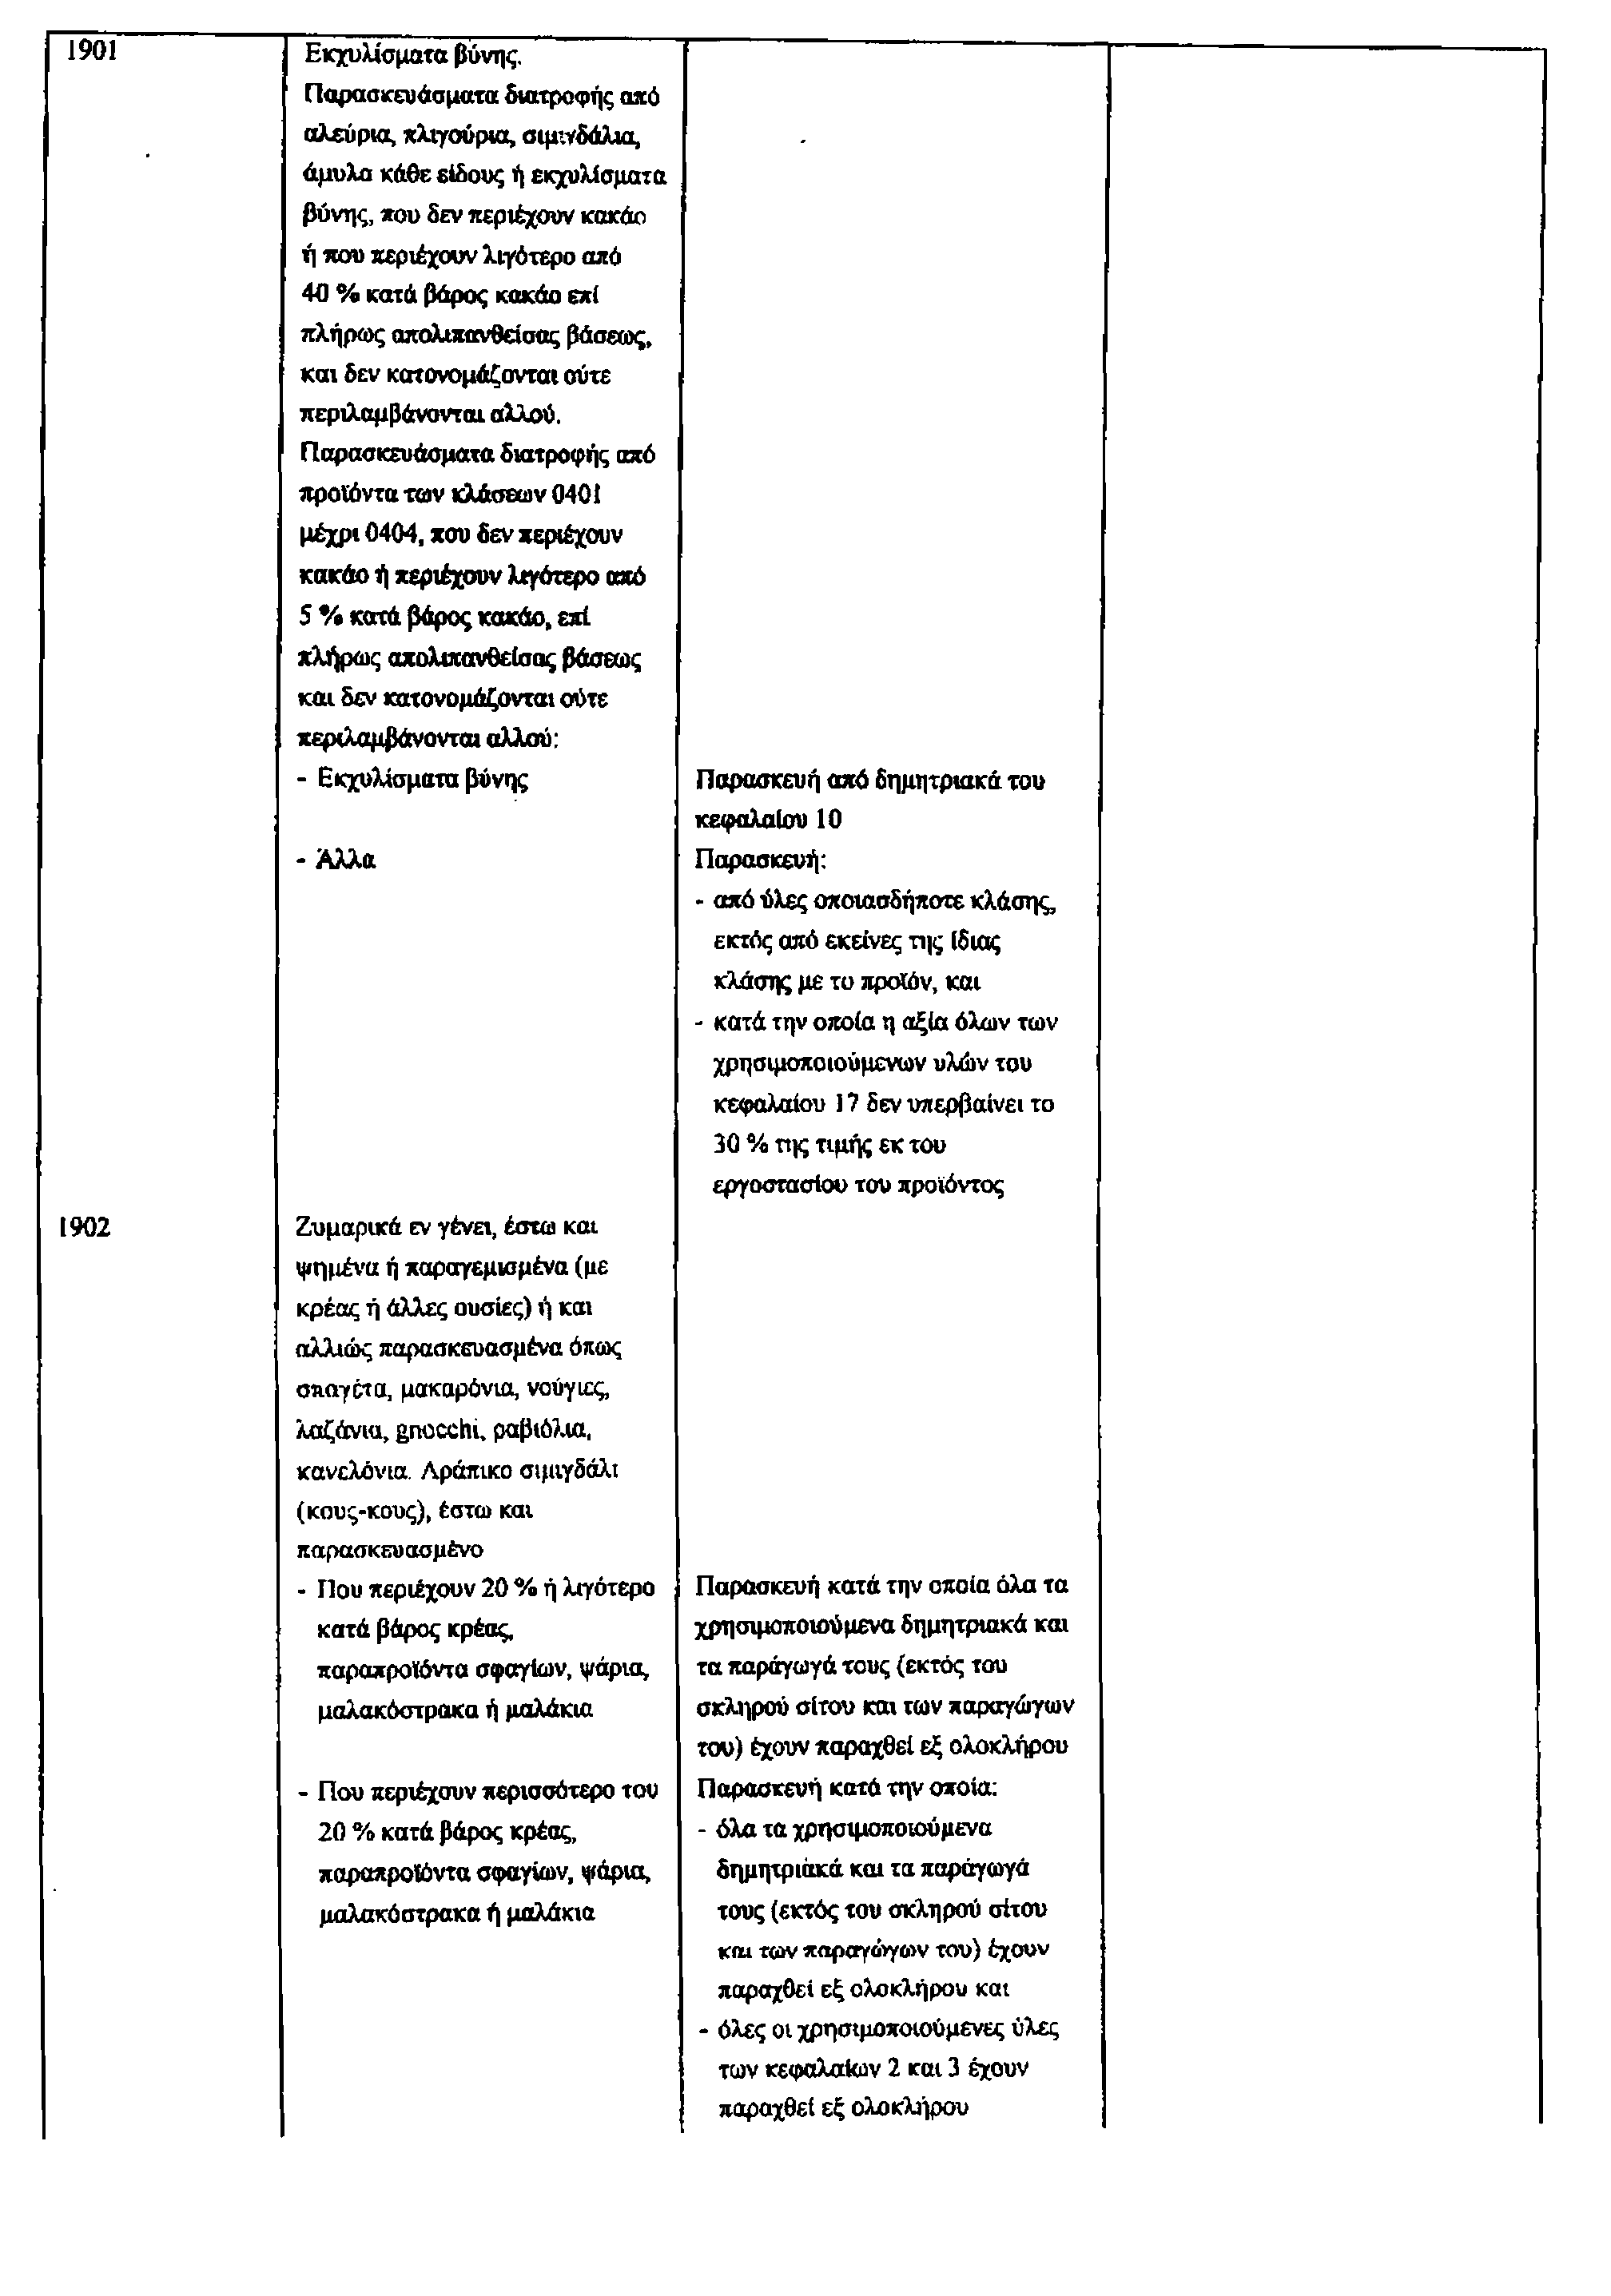 1901
Εκχυλίσματα βύνης.
Παρασκευάσματα διατροφής από
αλεύρια, πλιγούρια, σιμιγδάλια,
άμυλα κάθε είδους ή εκχυλίσματα
βύνης, που δεν περιέχουν κακάο
ή που περιέχουν λιγότερο από
40 % κατά βάρος κακάο επί
πλήρως απολιπανθείσας βάσεως,
και δεν κατονομάζονται ούτε
περιλαμβάνονται αλλού.
Παρασκευάσματα διατροφής από
προϊόντα των κλάσεων 0401
μέχρι 0404, που δεν περιέχουν
κακάο ή περιέχουν λιγότερο από
5 % κατά βάρος κακάο, επί
πλήρως απολιπανθείσας βάσεως
και δεν κατονομάζονται ούτε
περιλαμβάνονται αλλού:
- Εκχυλίσματα βύνης
Παρασκευή από δημητριακά του
κεφαλαίου 10
- Άλλα
Παρασκευή:
- από ύλες οποιασδήποτε κλάσης,
εκτός από εκείνες της ίδιας
κλάσης με το προϊόν, και
- κατά την οποία η αξία όλων των
χρησιμοποιούμενων υλών του
κεφαλαίου 17 δεν υπερβαίνει το
30 % της τιμής εκ του
εργοστασίου του προϊόντος
1902
Ζυμαρικά εν γένει, έστω και
ψημένα ή παραγεμισμένα (με
κρέας ή άλλες ουσίες) ή και
αλλιώς παρασκευασμένα όπως
σπαγέτα, μακαρόνια, νούγιες,
λαζάνια, gnocchi, ραβιόλια,
κανελόνια. Αράπικο σιμιγδάλι
(κους-κους), έστω και
παρασκευασμένο
- Που περιέχουν 20 % ή λιγότερο
κατά βάρος κρέας,
παραπροϊόντα σφαγίων, ψάρια,
μαλακόστρακα ή μαλάκια
Παρασκευή κατά την οποία όλα τα
χρησιμοποιούμενα δημητριακά και
τα παράγωγά τους (εκτός του
σκληρού σίτου και των παραγώγων
του) έχουν παραχθεί εξ ολοκλήρου
- Που περιέχουν περισσότερο του
20 % κατά βάρος κρέας,
παραπροϊόντα σφαγίων, ψάρια,
μαλακόστρακα ή μαλάκια
Παρασκευή κατά την οποία:
- όλα τα χρησιμοποιούμενα
δημητριακά και τα παράγωγά
τους (εκτός του σκληρού σίτου
και των παραγώγων του) έχουν
παραχθεί εξ ολοκλήρου και
- όλες οι χρησιμοποιούμενες ύλες
των κεφαλαίων 2 και 3 έχουν
παραχθεί εξ ολοκλήρου